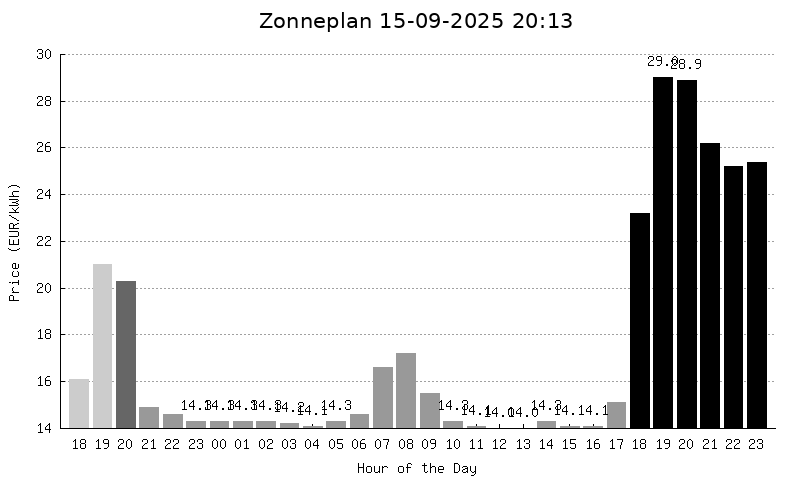 Zonneplan 15-09-2025 20:13
Price (EUR/kWh)
30
28
26
24
22
20
18
16
14
29.0 28.9
14.3 14.3 14.3 14.3 14.2 14.1 14.3 14.3 14.1 14.0 14.0 14.3 14.1 14.1
18 19 20 21 22 23 00 01 02 03 04 05 06 07 08 09 10 11 12 13 14 15 16 17 18 19 20 21 22 23
Hour of the Day